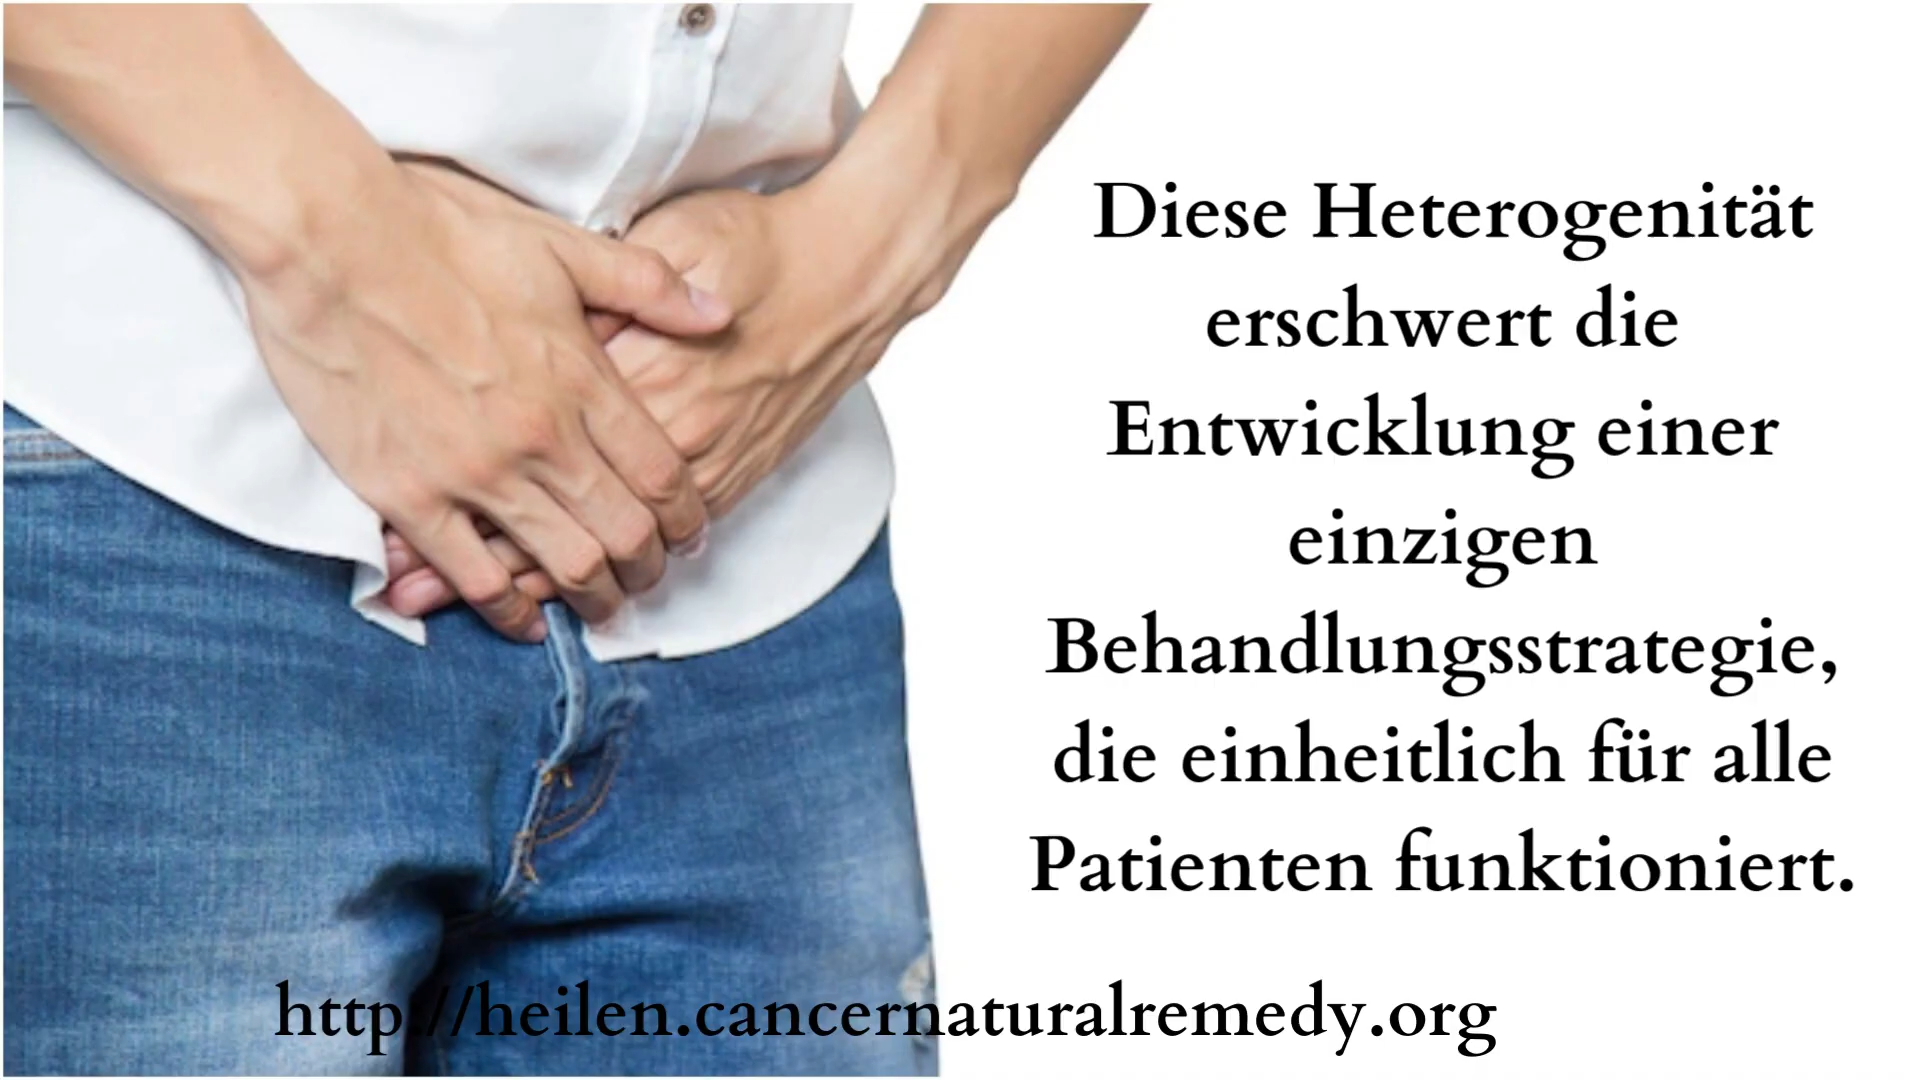 Diese Heterogenität
erschwert die
Entwicklung einer
einzigen
Behandlungsstrategie,
die einheitlich für alle
Patienten funktioniert.
http://heilen.cancernaturalremedy.org